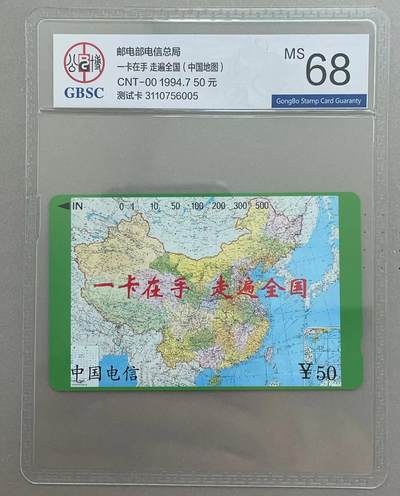 邮电部电信总局
一卡在手 走遍全国（中国地图）
CNT-00 1994.7 50 元
测试卡 3110756005
公博
GBSC
MS 68
GongBo Stamp Card Guaranty
IN 0 1 10 50 100 200 300 500
一卡在手 走遍全国
中国电信
￥50